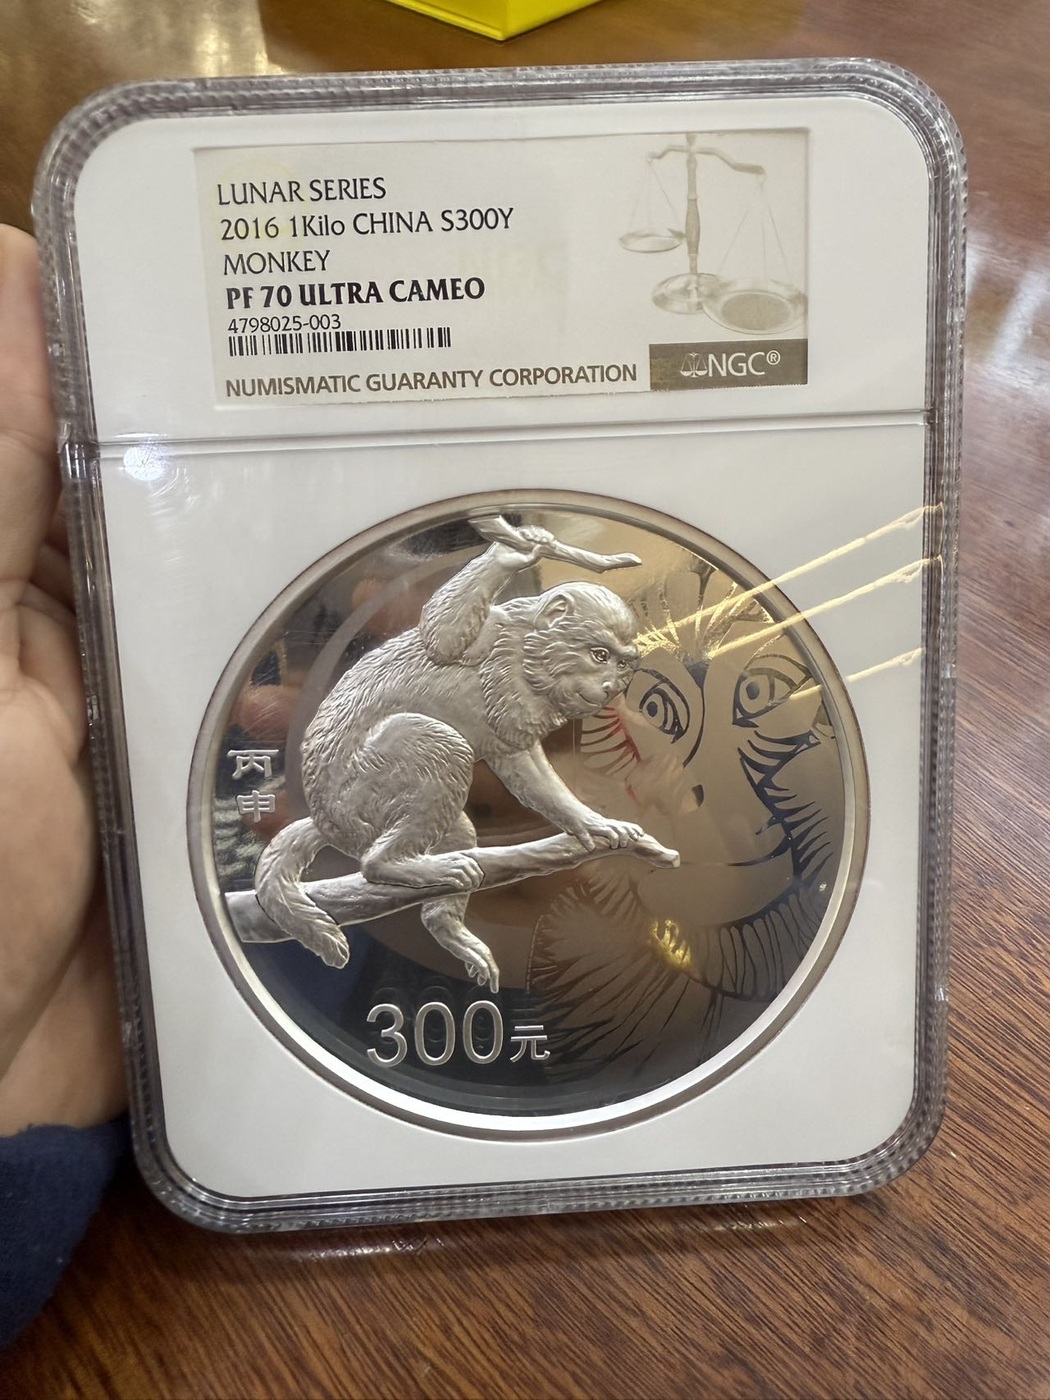 LUNAR SERIES
2016 1Kilo CHINA S300Y
MONKEY
PF 70 ULTRA CAMEO
4798025-003
NUMISMATIC GUARANTY CORPORATION
NGC®
丙
申
300元